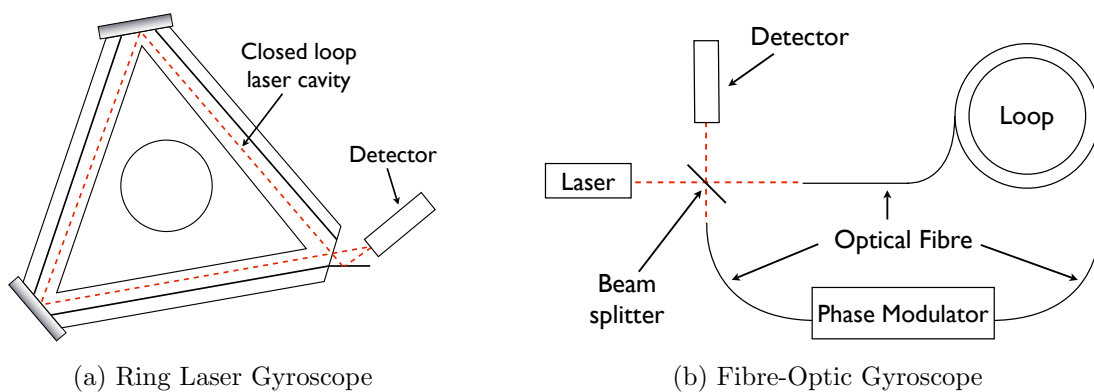 Closed loop
laser cavity
Detector
(a) Ring Laser Gyroscope
Detector
Loop
Laser
Optical Fibre
Beam
splitter
Phase Modulator
(b) Fibre-Optic Gyroscope